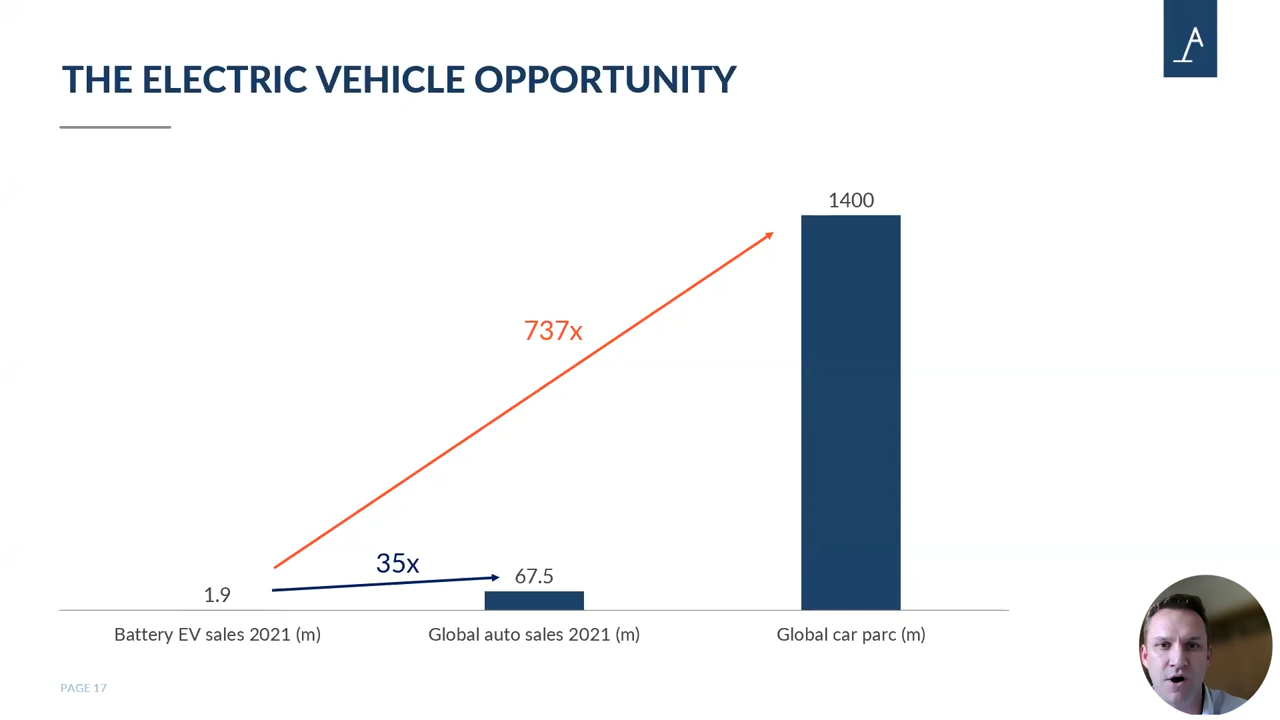 THE ELECTRIC VEHICLE OPPORTUNITY
A
1400
737x
35x
67.5
1.9
Battery EV sales 2021 (m)
Global auto sales 2021 (m)
Global car parc (m)
PAGE 17